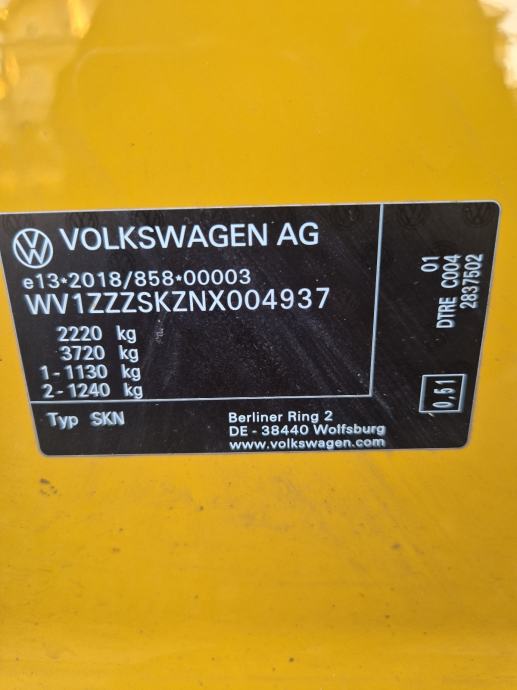 VOLKSWAGEN AG
e13*2018/858*00003
WV1ZZZSKZNX004937
2220 kg
3720 kg
1 - 1130 kg
2 - 1240 kg
Typ SKN
Berliner Ring 2
DE - 38440 Wolfsburg
www.volkswagen.com
01
DTRE C004
2837502
0,51